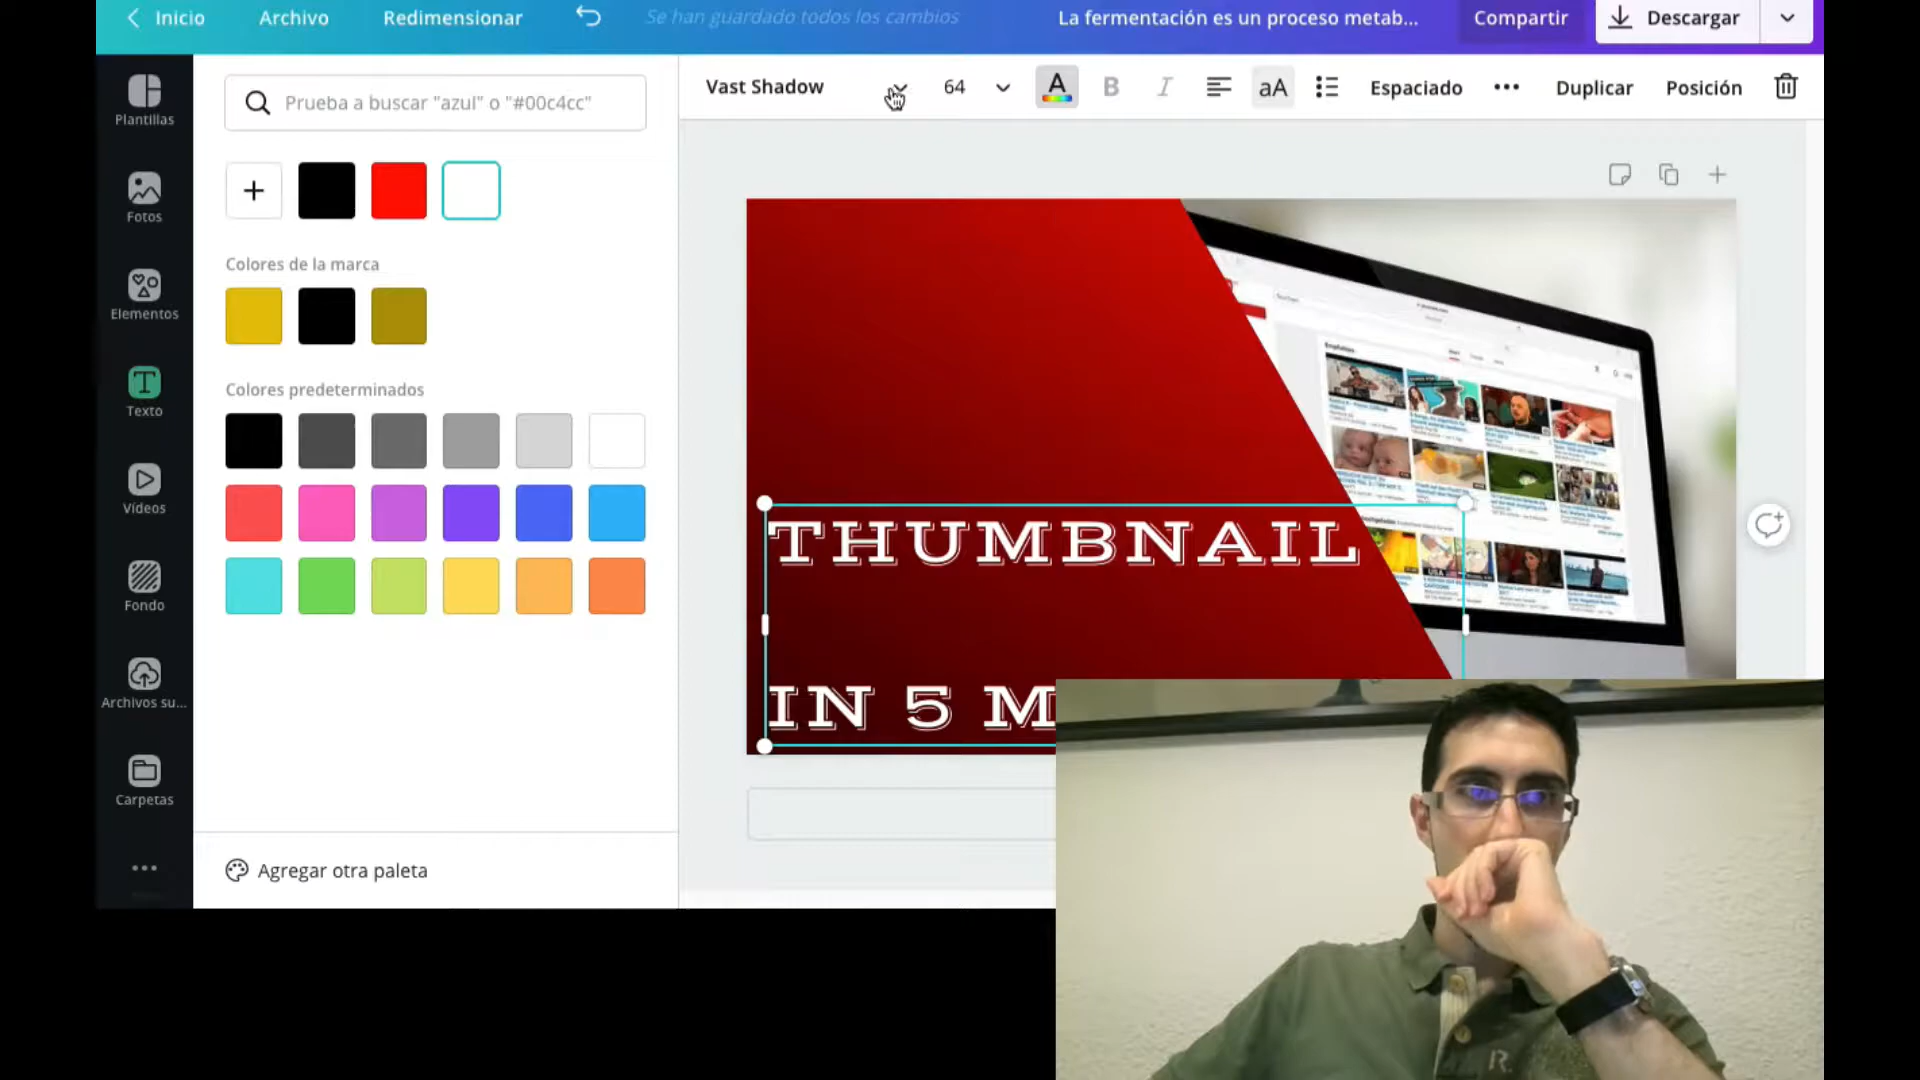 Inicio
Archivo
Redimensionar
Se han guardado todos los cambios
La fermentación es un proceso metab...
Compartir
Descargar
Plantillas
Fotos
Elementos
Texto
Vídeos
Fondo
Archivos su...
Carpetas
Prueba a buscar "azul" o "#00c4cc"
Colores de la marca
Colores predeterminados
Agregar otra paleta
Vast Shadow
64
A
B
I
aA
Espaciado
Duplicar
Posición
THUMBNAIL
IN 5 M
R.